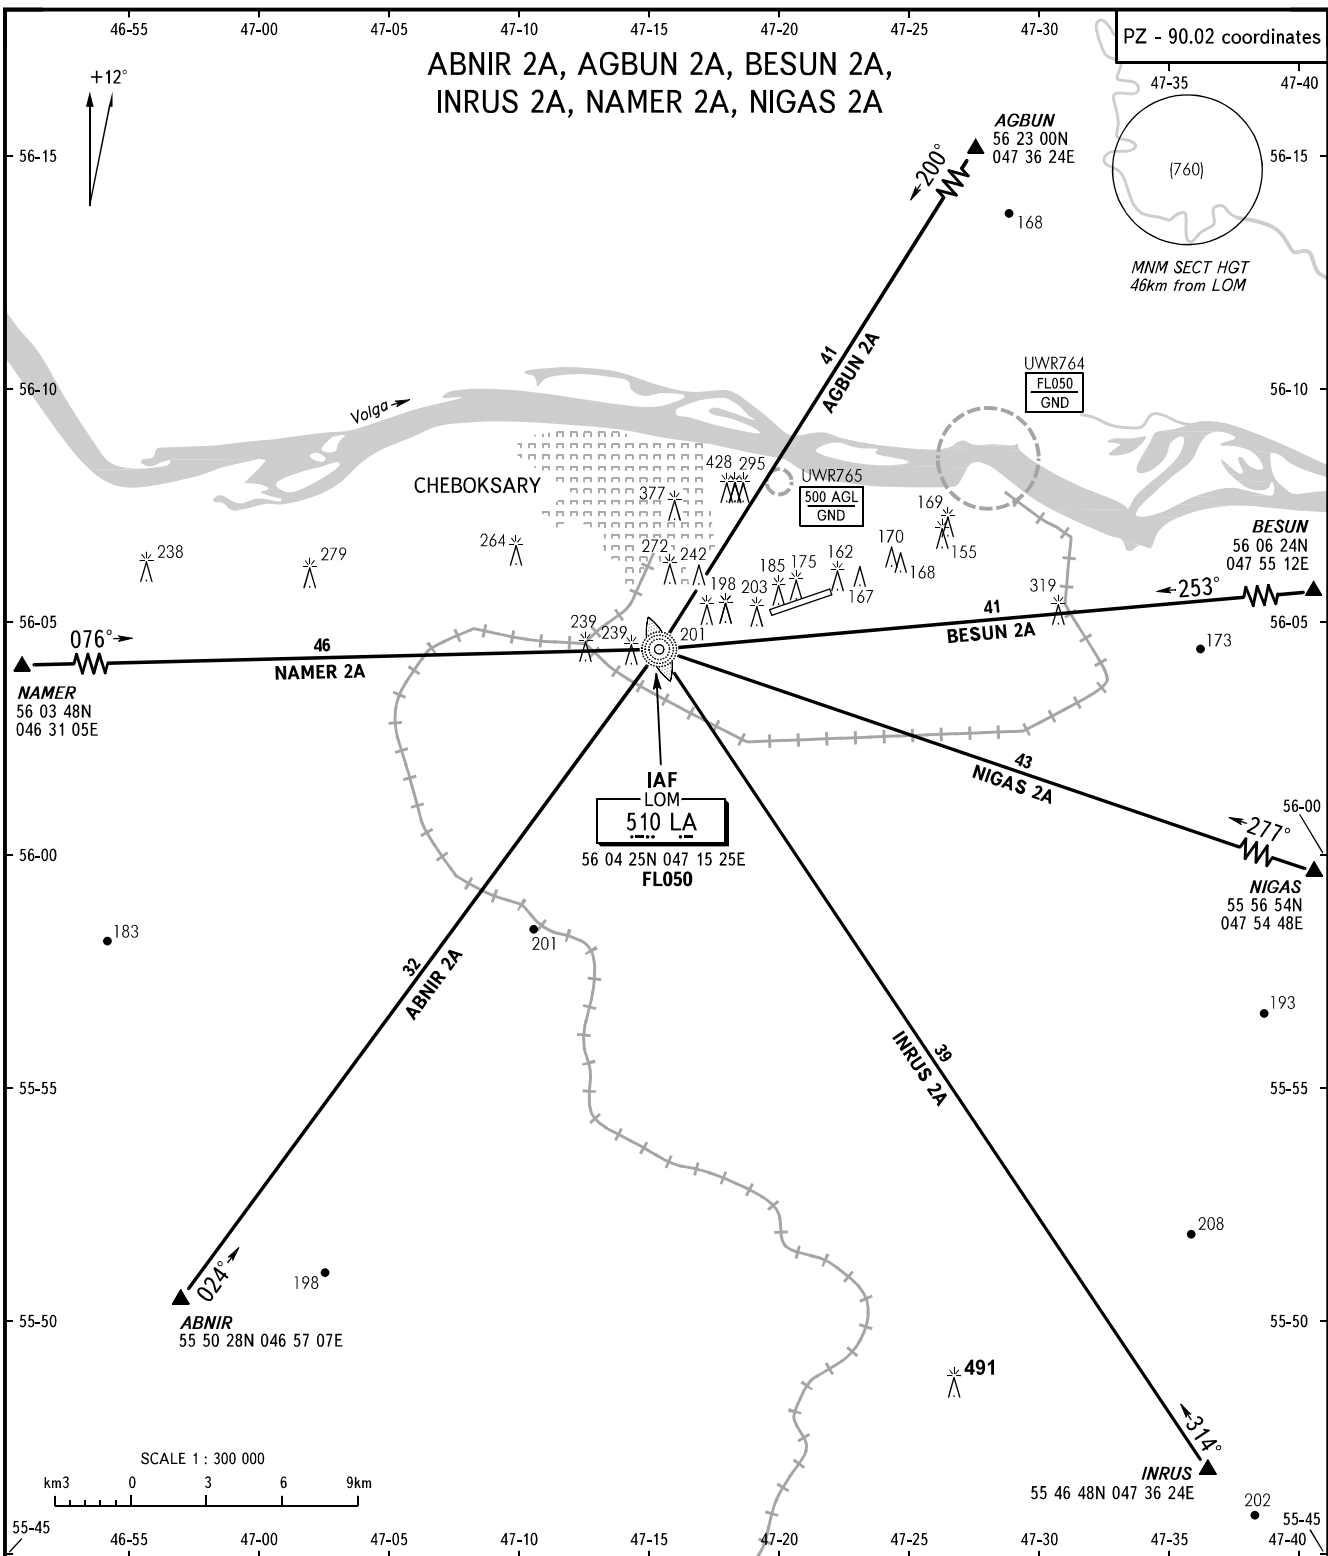 46-55 47-00 47-05 47-10 47-15 47-20 47-25 47-30
PZ - 90.02 coordinates
47-35 47-40
ABNIR 2A, AGBUN 2A, BESUN 2A,
INRUS 2A, NAMER 2A, NIGAS 2A
+12°
AGBUN
56 23 00N
047 36 24E
200°
56-15
56-15
(760)
168
MNM SECT HGT
46km from LOM
41
AGBUN 2A
UWR764
FL050
GND
56-10
56-10
Volga
CHEBOKSARY
428 295
377
UWR765
500 AGL
GND
169
155
BESUN
56 06 24N
047 55 12E
238
279
264
272 242
198
203
185
175
162
167
170
168
319
253°
41
BESUN 2A
56-05
56-05
173
076°
46
NAMER 2A
239
239
201
NAMER
56 03 48N
046 31 05E
IAF
LOM
510 LA
56 04 25N 047 15 25E
FL050
43
NIGAS 2A
56-00
277°
56-00
NIGAS
55 56 54N
047 54 48E
183
201
32
ABNIR 2A
193
39
INRUS 2A
55-55
55-55
208
024°
198
ABNIR
55 50 28N 046 57 07E
55-50
55-50
491
314°
INRUS
55 46 48N 047 36 24E
202
SCALE 1 : 300 000
km3 0 3 6 9km
55-45
55-45
46-55 47-00 47-05 47-10 47-15 47-20 47-25 47-30 47-35 47-40